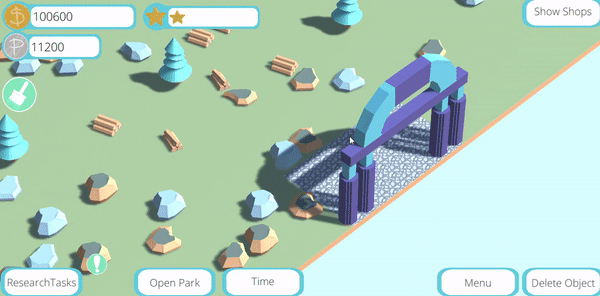 100600
Show Shops
11200
ResearchTasks
Open Park
Time
Menu
Delete Object